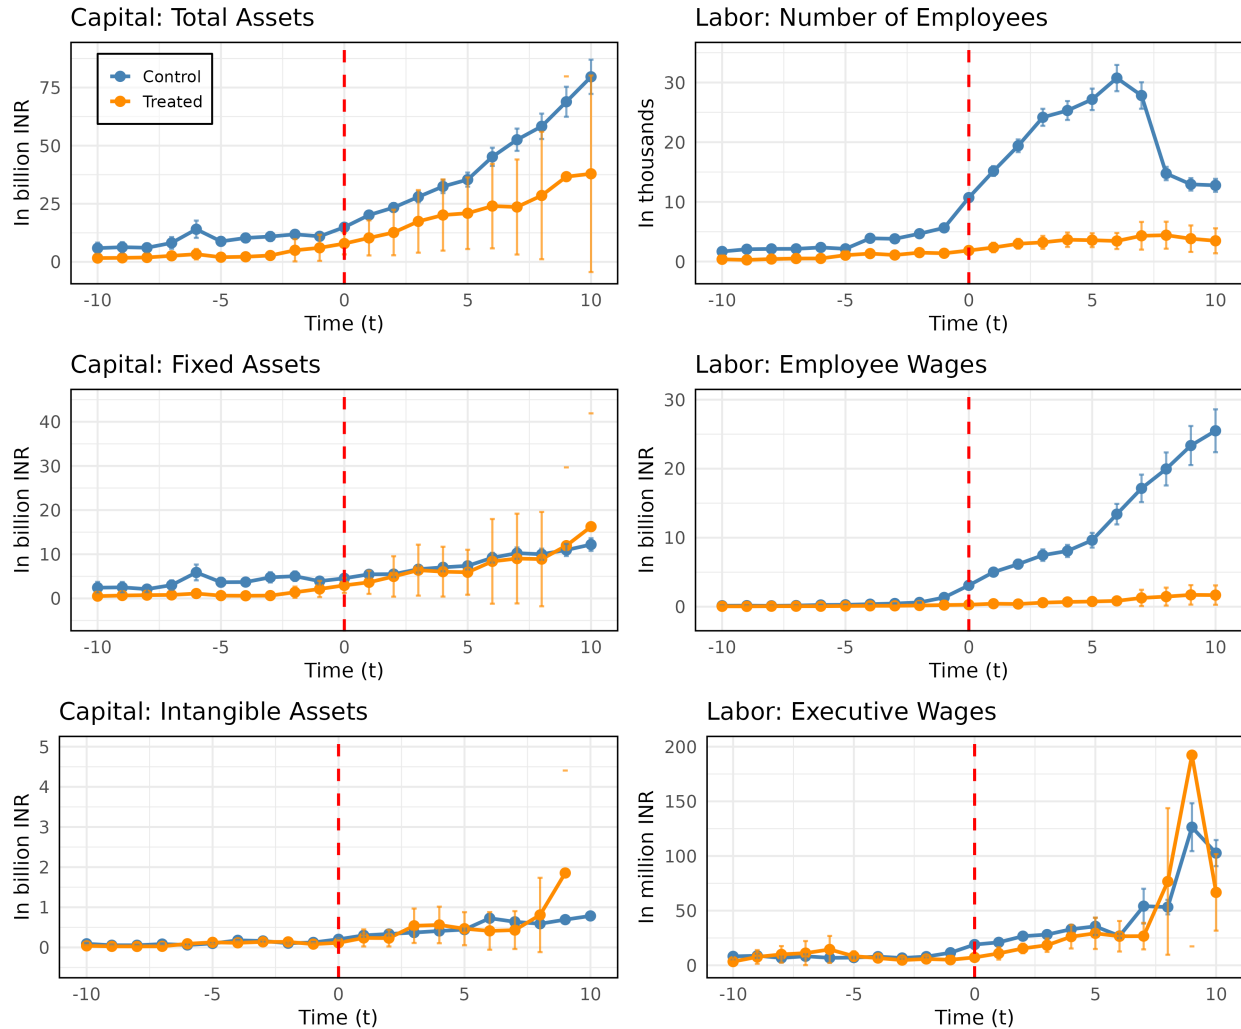 Capital: Total Assets
In billion INR
75
50
25
0
Control
Treated
-10 -5 0 5 10
Time (t)
Labor: Number of Employees
In thousands
30
20
10
0
-10 -5 0 5 10
Time (t)
Capital: Fixed Assets
In billion INR
40
30
20
10
0
-10 -5 0 5 10
Time (t)
Labor: Employee Wages
In billion INR
30
20
10
0
-10 -5 0 5 10
Time (t)
Capital: Intangible Assets
In billion INR
5
4
3
2
1
0
-10 -5 0 5 10
Time (t)
Labor: Executive Wages
In million INR
200
150
100
50
0
-10 -5 0 5 10
Time (t)